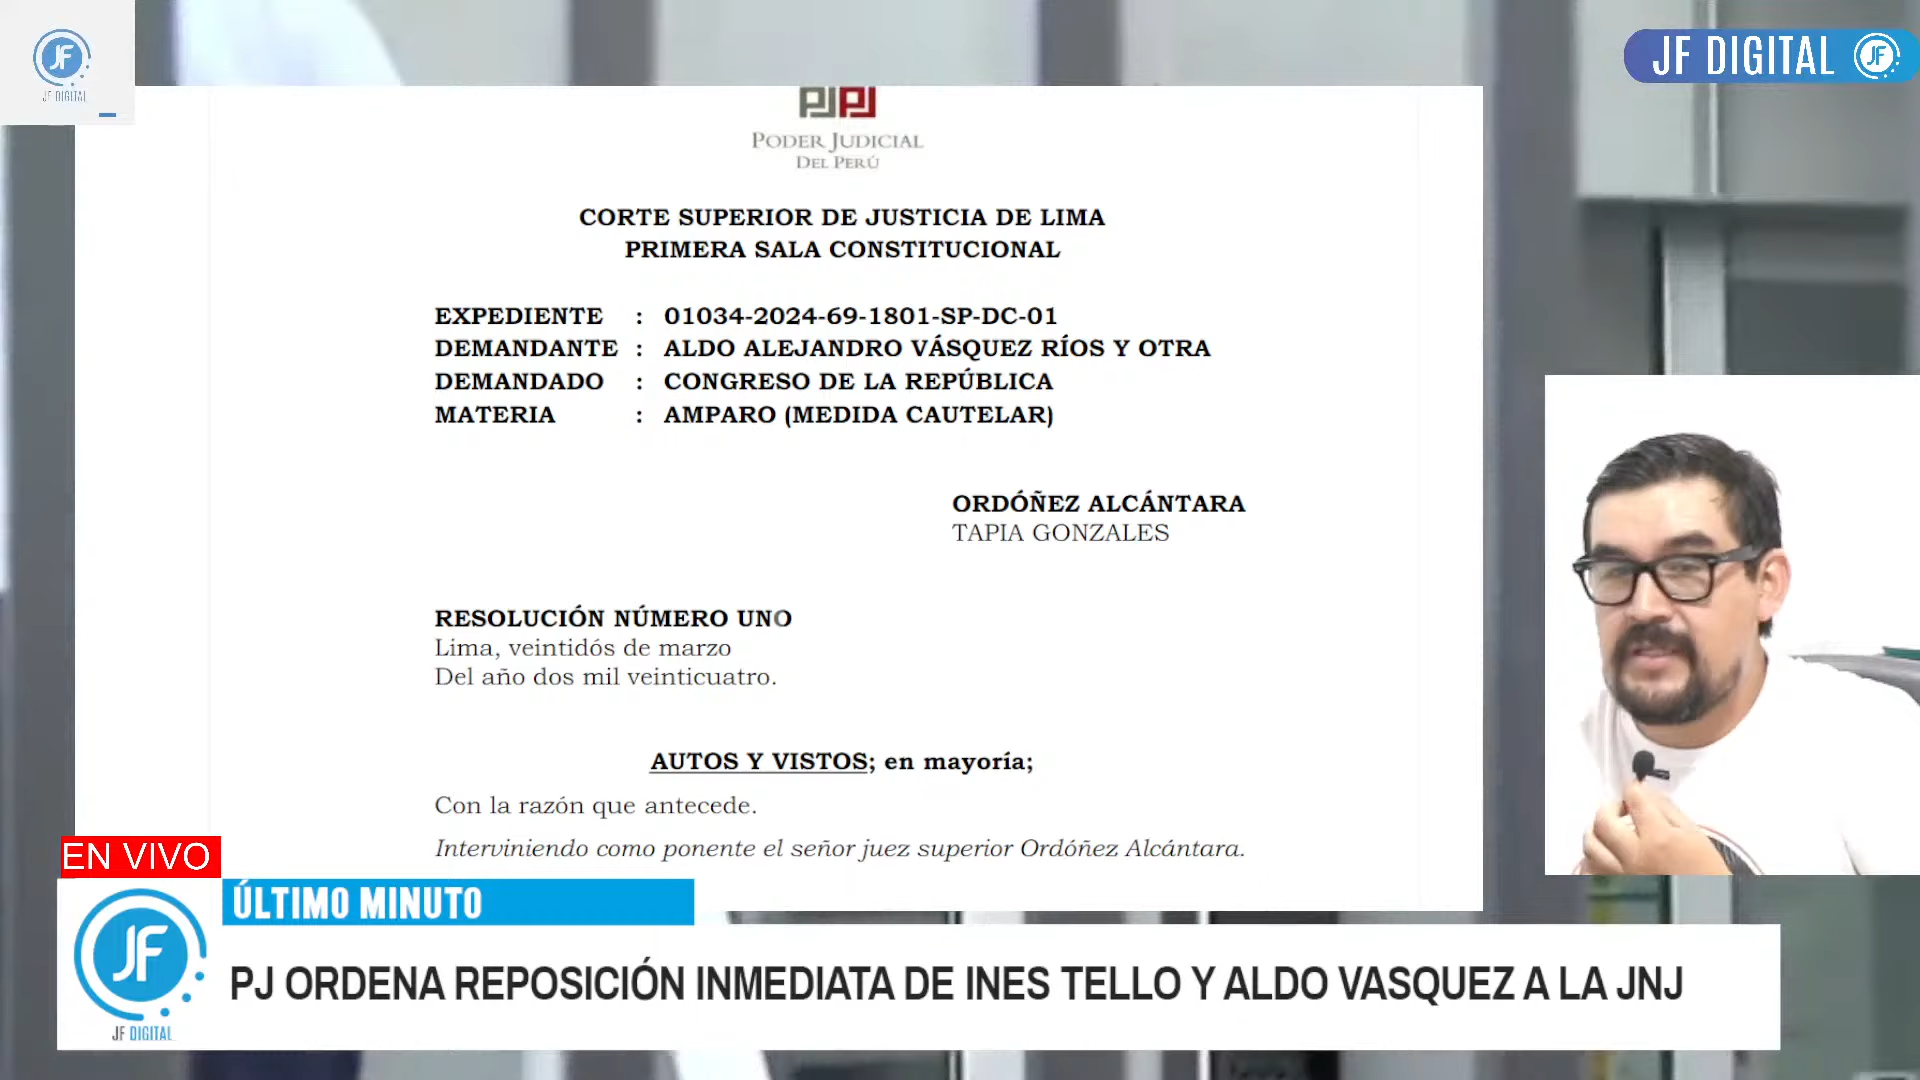 JF
JF DIGITAL
JF DIGITAL
JF
PJ PJ
PODER JUDICIAL
DEL PERÚ
CORTE SUPERIOR DE JUSTICIA DE LIMA
PRIMERA SALA CONSTITUCIONAL
EXPEDIENTE : 01034-2024-69-1801-SP-DC-01
DEMANDANTE : ALDO ALEJANDRO VÁSQUEZ RÍOS Y OTRA
DEMANDADO : CONGRESO DE LA REPÚBLICA
MATERIA : AMPARO (MEDIDA CAUTELAR)
ORDÓÑEZ ALCÁNTARA
TAPIA GONZALES
RESOLUCIÓN NÚMERO UNO
Lima, veintidós de marzo
Del año dos mil veinticuatro.
AUTOS Y VISTOS; en mayoría;
Con la razón que antecede.
Interviniendo como ponente el señor juez superior Ordóñez Alcántara.
EN VIVO
ÚLTIMO MINUTO
JF
JF DIGITAL
PJ ORDENA REPOSICIÓN INMEDIATA DE INES TELLO Y ALDO VASQUEZ A LA JNJ